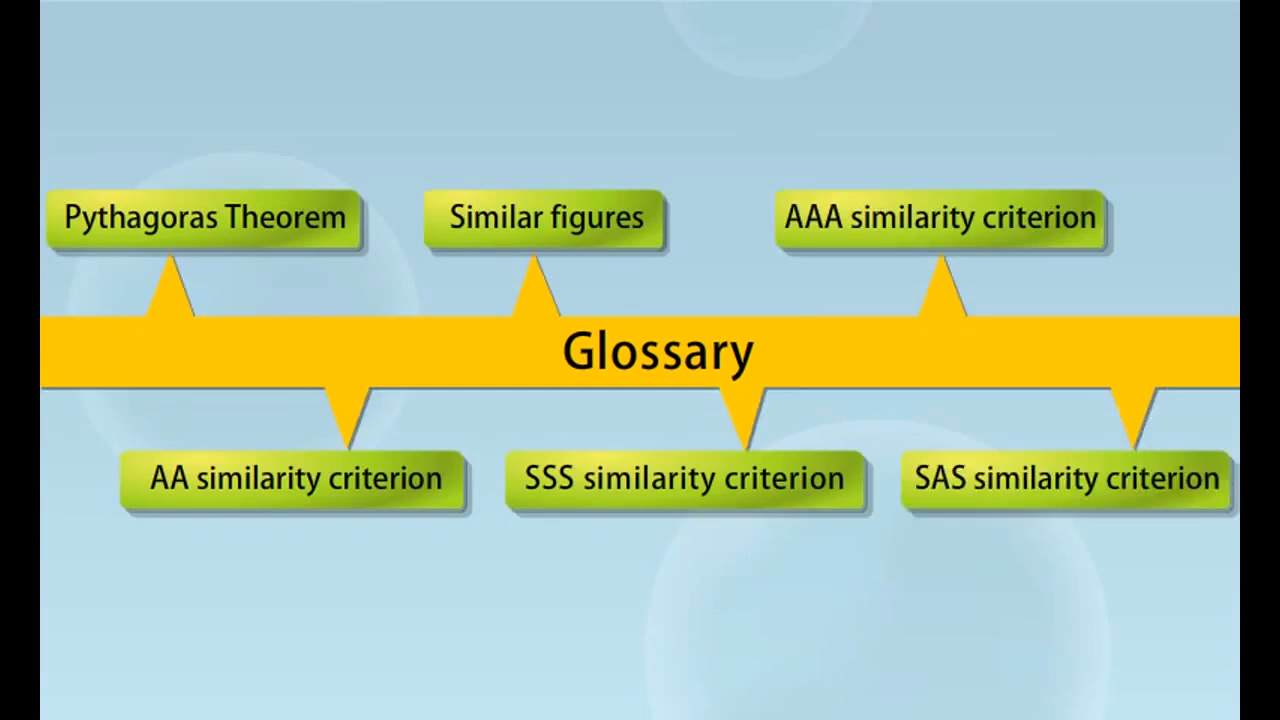 Pythagoras Theorem
Similar figures
AAA similarity criterion
Glossary
AA similarity criterion
SSS similarity criterion
SAS similarity criterion